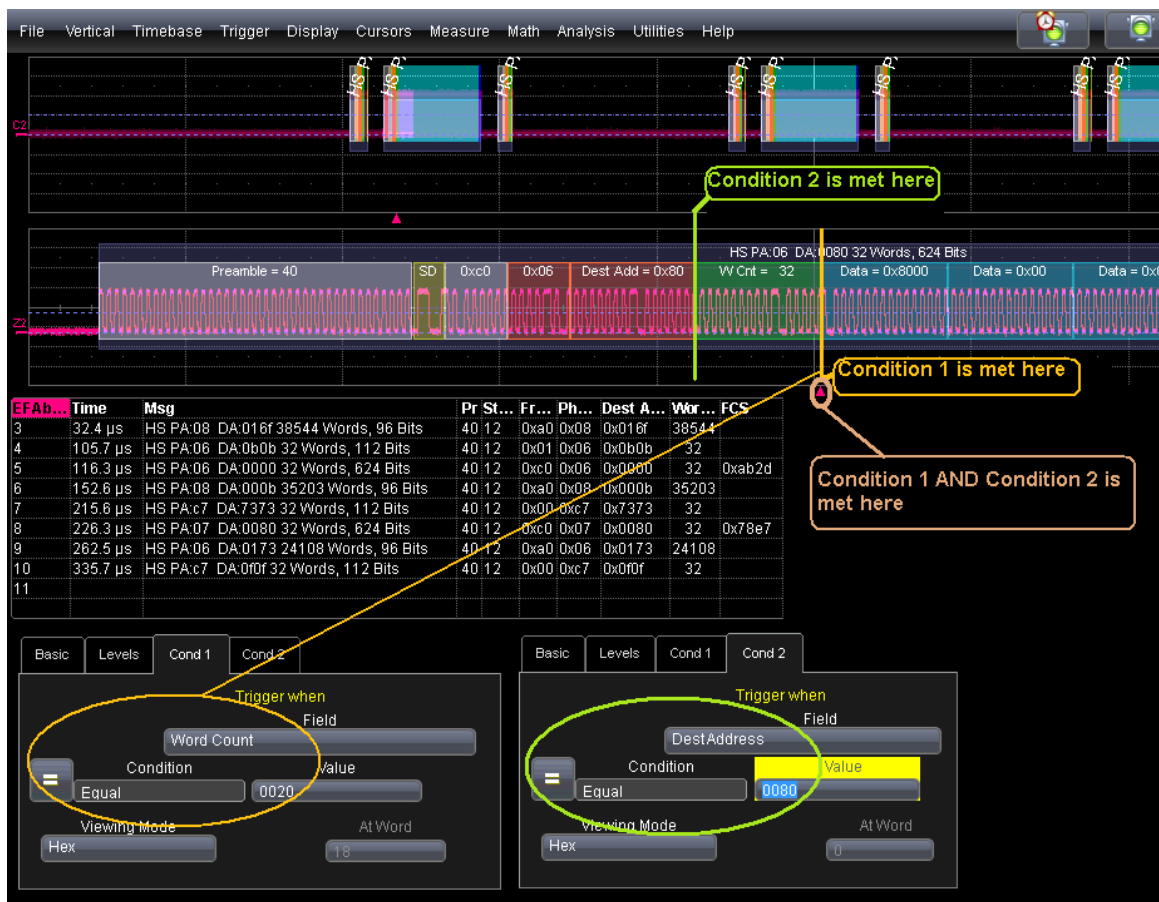 File Vertical Timebase Trigger Display Cursors Measure Math Analysis Utilities Help
HS P HS P HS P HS P HS P HS P HS P HS P
C2
Condition 2 is met here
HS PA:06 DA:0080 32 Words, 624 Bits
Preamble = 40 SD 0xc0 0x06 Dest Add = 0x80 W Cnt = 32 Data = 0x8000 Data = 0x00 Data = 0x0
Z2
Condition 1 is met here
EFAb... Time Msg Pr St... Fr... Ph... Dest A... Wor... FCS
3 32.4 µs HS PA:08 DA:016f 38544 Words, 96 Bits 40 12 0xa0 0x08 0x016f 38544
4 105.7 µs HS PA:06 DA:0b0b 32 Words, 112 Bits 40 12 0x01 0x06 0x0b0b 32
5 116.3 µs HS PA:06 DA:0000 32 Words, 624 Bits 40 12 0xc0 0x06 0x0000 32 0xab2d
6 152.6 µs HS PA:08 DA:000b 35203 Words, 96 Bits 40 12 0xa0 0x08 0x000b 35203
7 215.6 µs HS PA:c7 DA:7373 32 Words, 112 Bits 40 12 0x00 0xc7 0x7373 32
8 226.3 µs HS PA:07 DA:0080 32 Words, 624 Bits 40 12 0xc0 0x07 0x0080 32 0x78e7
9 262.5 µs HS PA:06 DA:0173 24108 Words, 96 Bits 40 12 0xa0 0x06 0x0173 24108
10 335.7 µs HS PA:c7 DA:0f0f 32 Words, 112 Bits 40 12 0x00 0xc7 0x0f0f 32
11
Condition 1 AND Condition 2 is
met here
Basic Levels Cond 1 Cond 2
Trigger when
Field
Word Count
Condition Value
= Equal 0020
Viewing Mode At Word
Hex 18
Basic Levels Cond 1 Cond 2
Trigger when
Field
DestAddress
Condition Value
= Equal 0080
Viewing Mode At Word
Hex 0